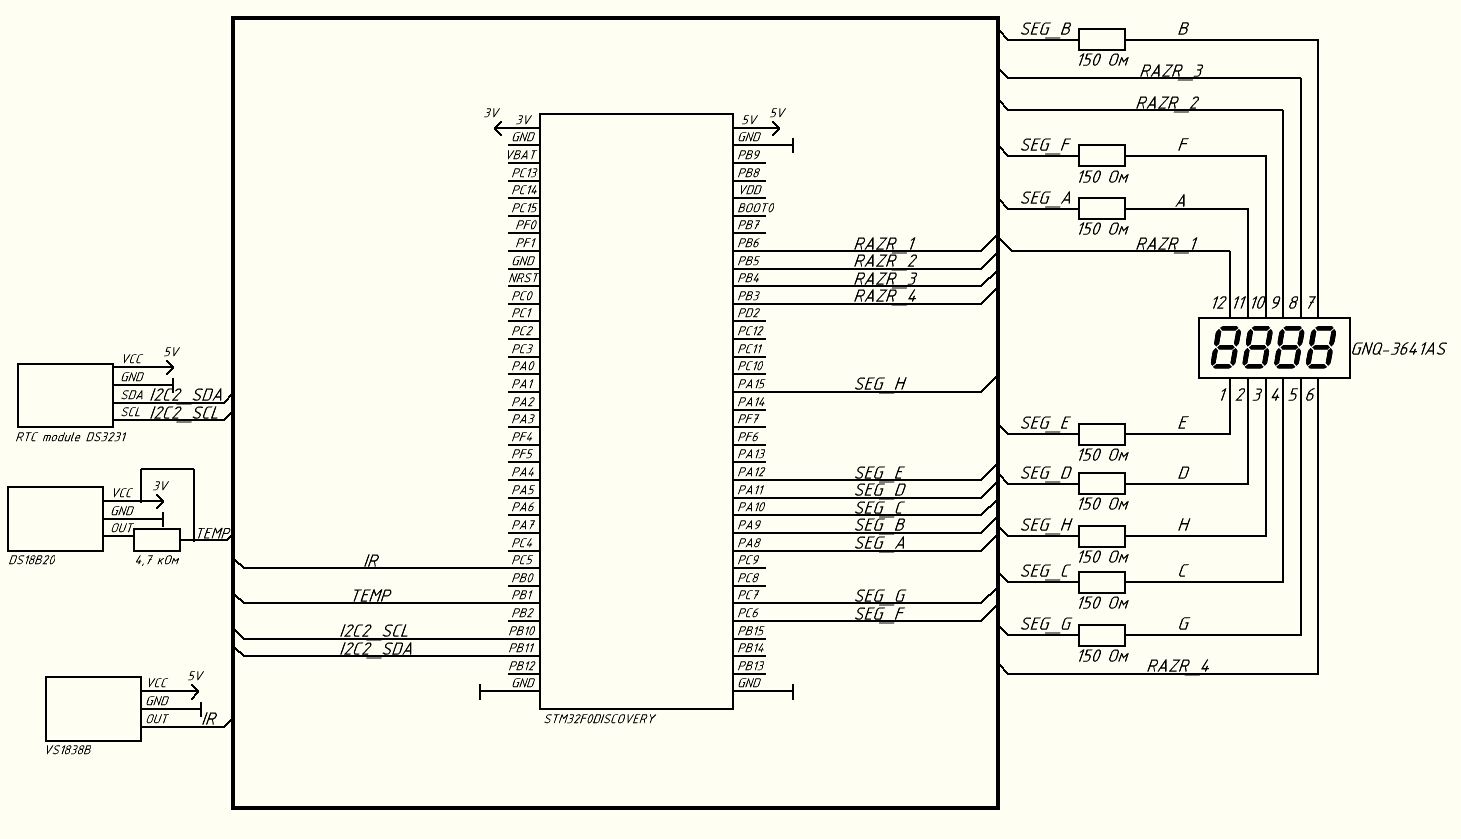 3V
3V
GND
VBAT
PC13
PC14
PC15
PF0
PF1
GND
NRST
PC0
PC1
PC2
PC3
PA0
PA1
PA2
PA3
PF4
PF5
PA4
PA5
PA6
PA7
PC4
PC5
PB0
PB1
PB2
PB10
PB11
PB12
GND
5V
5V
GND
PB9
PB8
VDD
BOOT0
PB7
PB6
PB5
PB4
PB3
PD2
PC12
PC11
PC10
PA15
PA14
PF7
PF6
PA13
PA12
PA11
PA10
PA9
PA8
PC9
PC8
PC7
PC6
PB15
PB14
PB13
GND
STM32F0DISCOVERY
RAZR_1
RAZR_2
RAZR_3
RAZR_4
SEG_H
SEG_E
SEG_D
SEG_C
SEG_B
SEG_A
SEG_G
SEG_F
IR
TEMP
I2C2_SCL
I2C2_SDA
VCC 5V
GND
SDA I2C2_SDA
SCL I2C2_SCL
RTC module DS3231
VCC 3V
GND
OUT TEMP
DS18B20 4,7 кОм
VCC 5V
GND
OUT IR
VS1838B
SEG_B B
150 Ом
RAZR_3
RAZR_2
SEG_F F
150 Ом
SEG_A A
150 Ом
RAZR_1
12 11 10 9 8 7
GNQ-3641AS
1 2 3 4 5 6
SEG_E E
150 Ом
SEG_D D
150 Ом
SEG_H H
150 Ом
SEG_C C
150 Ом
SEG_G G
150 Ом
RAZR_4
8888